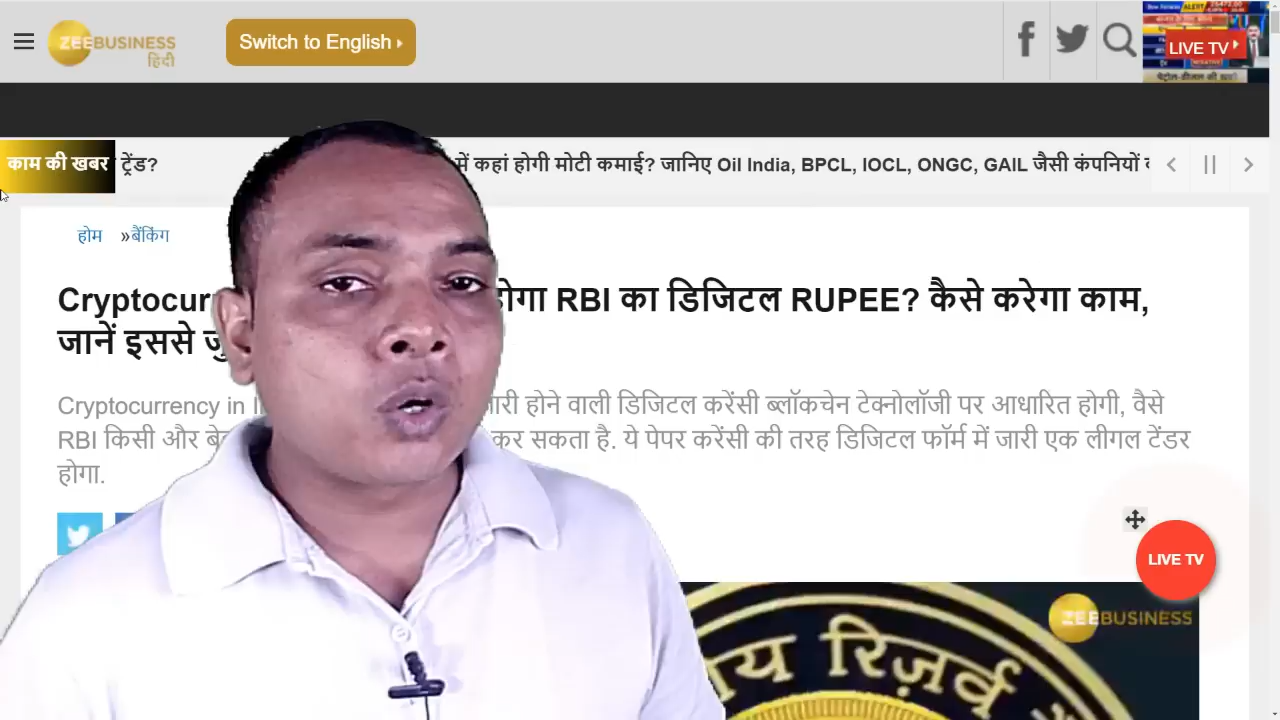 ZEEBUSINESS
हिंदी
Switch to English
LIVE TV
काम की खबर
ट्रेंड?
में कहां होगी मोटी कमाई? जानिए Oil India, BPCL, IOCL, ONGC, GAIL जैसी कंपनियों
होम »बैंकिंग
होगा RBI का डिजिटल RUPEE? कैसे करेगा काम,
जानें इससे
Cryptocurrency in
जारी होने वाली डिजिटल करेंसी ब्लॉकचेन टेक्नोलॉजी पर आधारित होगी, वैसे
RBI किसी और
कर सकता है. ये पेपर करेंसी की तरह डिजिटल फॉर्म में जारी एक लीगल टेंडर
होगा.
LIVE TV
ZEEBUSINESS
रिज़र्व